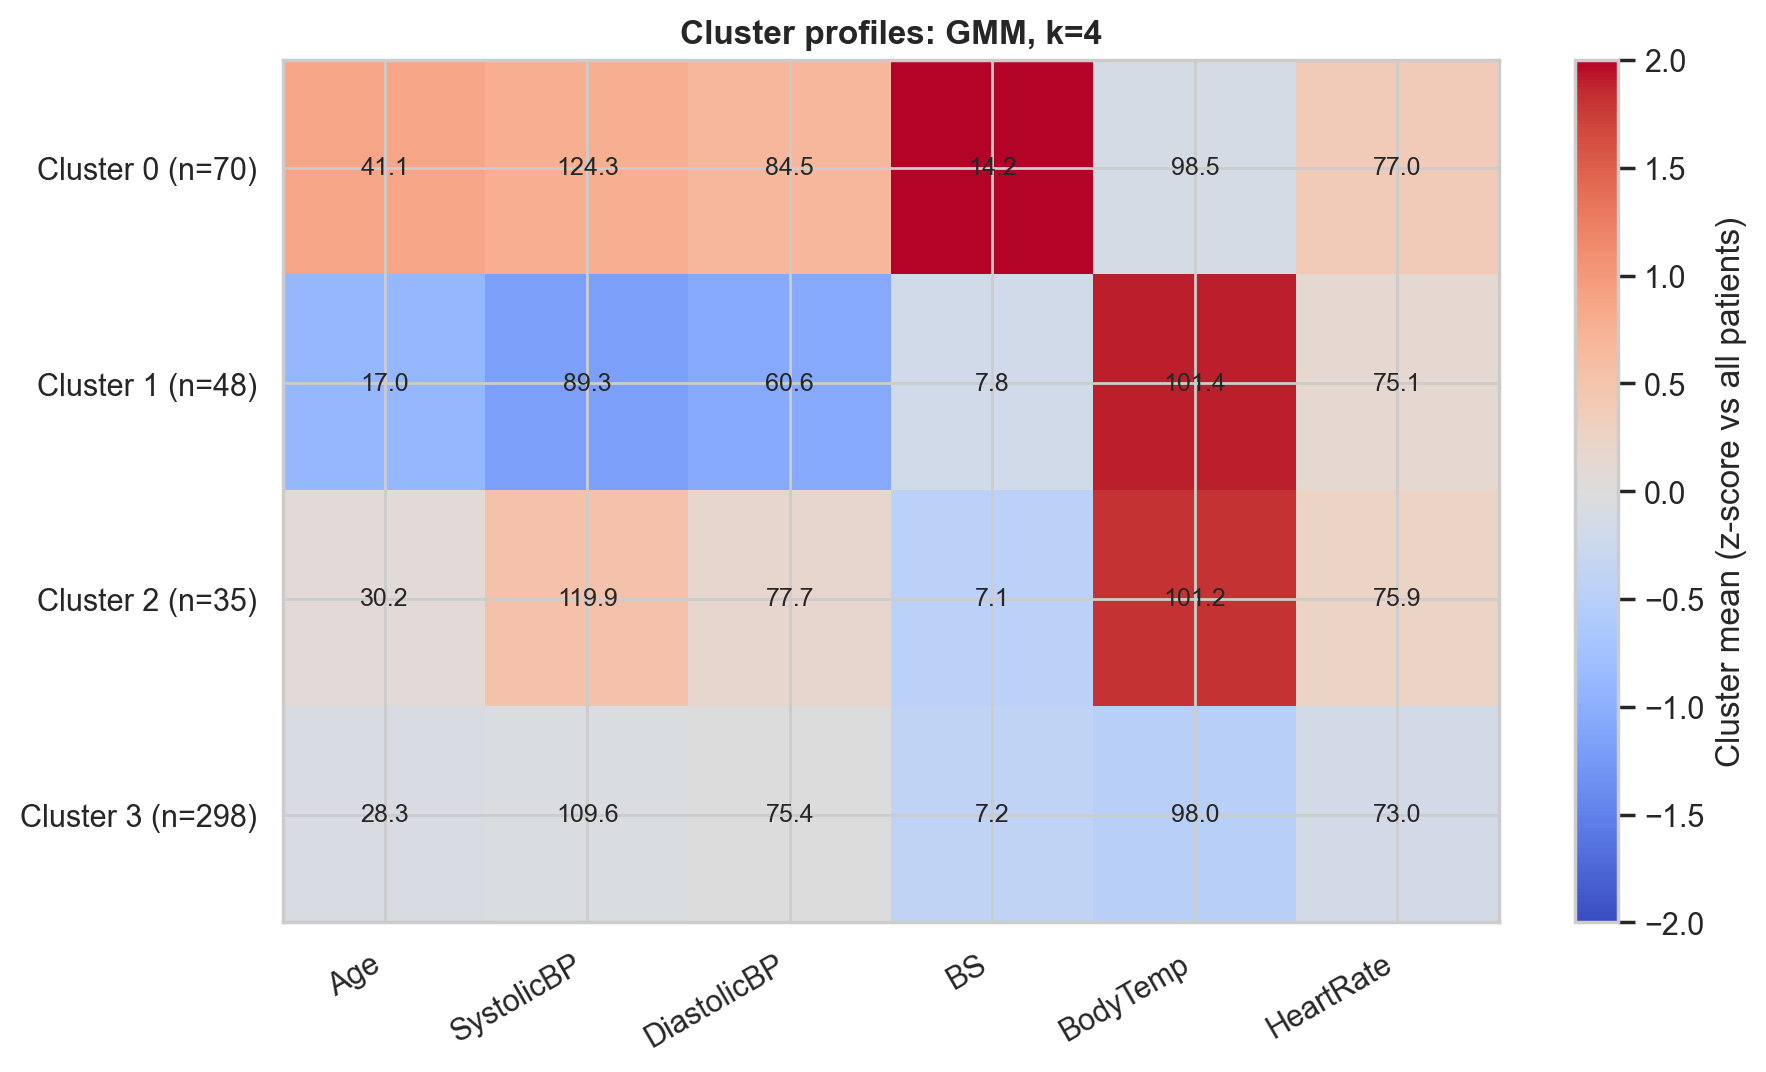 Cluster profiles: GMM, k=4
Cluster 0 (n=70) 41.1 124.3 84.5 14.2 98.5 77.0
Cluster 1 (n=48) 17.0 89.3 60.6 7.8 101.4 75.1
Cluster 2 (n=35) 30.2 119.9 77.7 7.1 101.2 75.9
Cluster 3 (n=298) 28.3 109.6 75.4 7.2 98.0 73.0
Age SystolicBP DiastolicBP BS BodyTemp HeartRate
2.0
1.5
1.0
0.5
0.0
−0.5
−1.0
−1.5
−2.0
Cluster mean (z-score vs all patients)